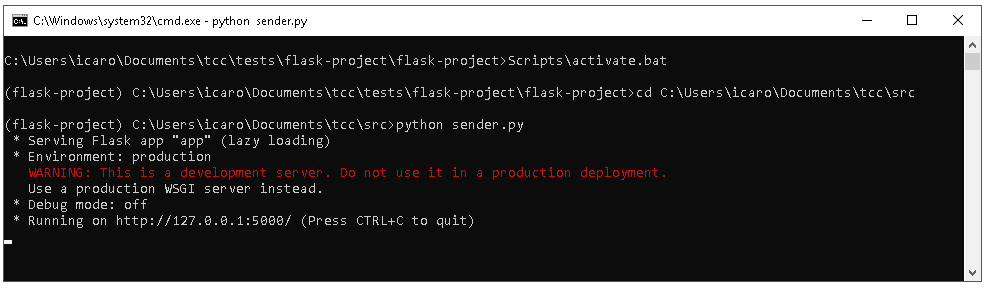 C:\Windows\system32\cmd.exe - python  sender.py
C:\Users\icaro\Documents\tcc\tests\flask-project\flask-project>Scripts\activate.bat
(flask-project) C:\Users\icaro\Documents\tcc\tests\flask-project\flask-project>cd C:\Users\icaro\Documents\tcc\src
(flask-project) C:\Users\icaro\Documents\tcc\src>python sender.py
 * Serving Flask app "app" (lazy loading)
 * Environment: production
   WARNING: This is a development server. Do not use it in a production deployment.
   Use a production WSGI server instead.
 * Debug mode: off
 * Running on http://127.0.0.1:5000/ (Press CTRL+C to quit)